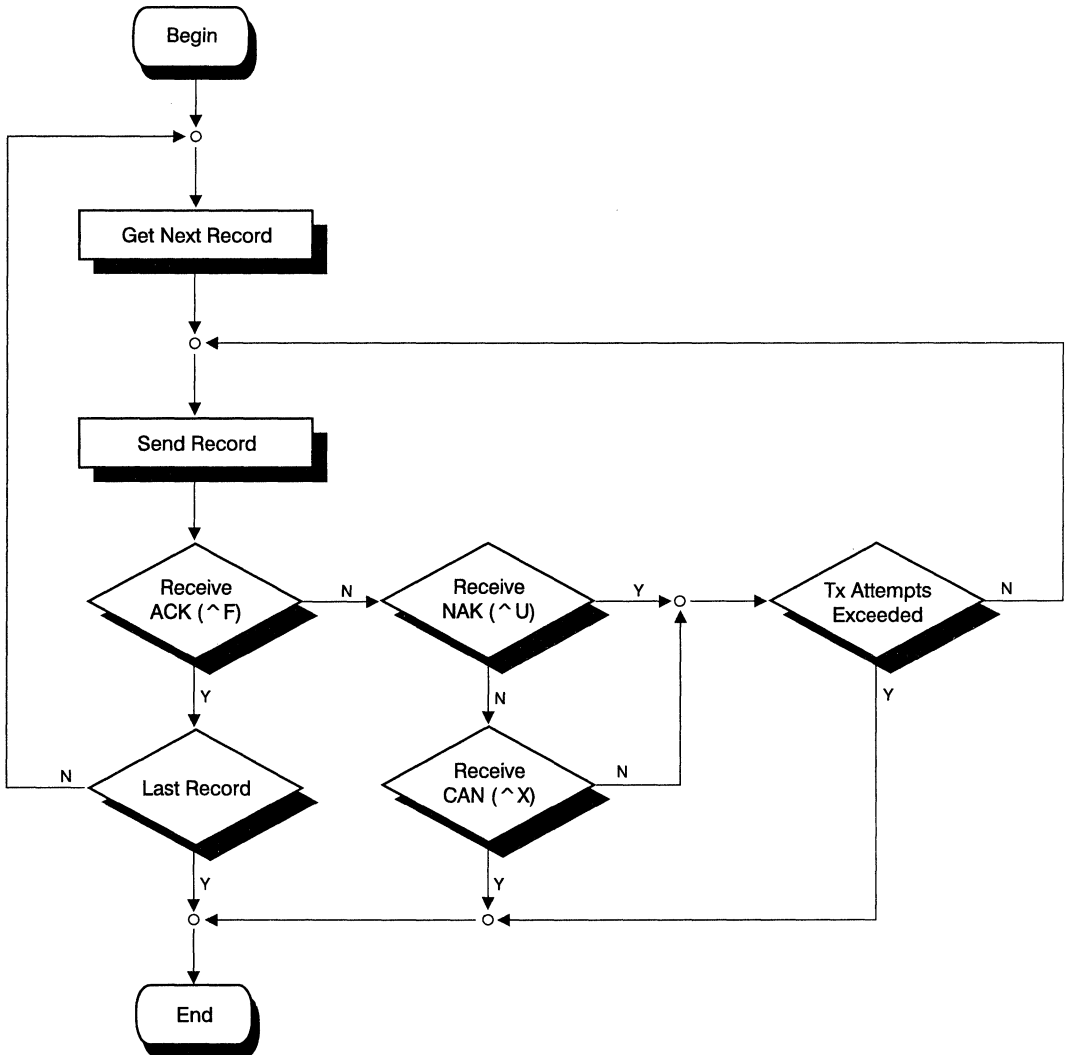 Begin
Get Next Record
Send Record
Receive
ACK (^F)
N
Receive
NAK (^U)
Y
Tx Attempts
Exceeded
N
Y
N
Y
N
Last Record
Receive
CAN (^X)
N
Y
Y
End